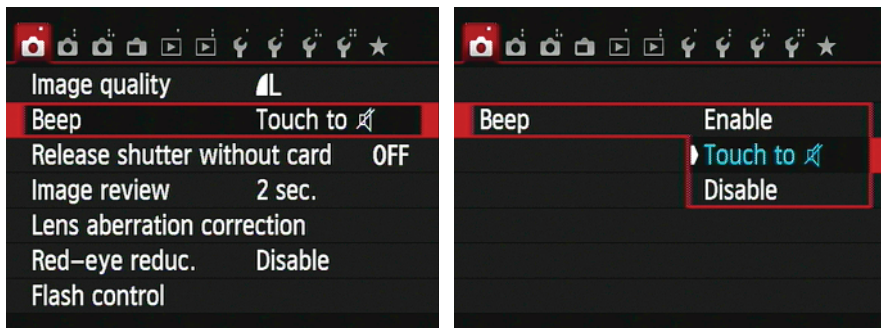 Image quality L
Beep Touch to
Release shutter without card OFF
Image review 2 sec.
Lens aberration correction
Red-eye reduc. Disable
Flash control
Beep Enable
Touch to
Disable